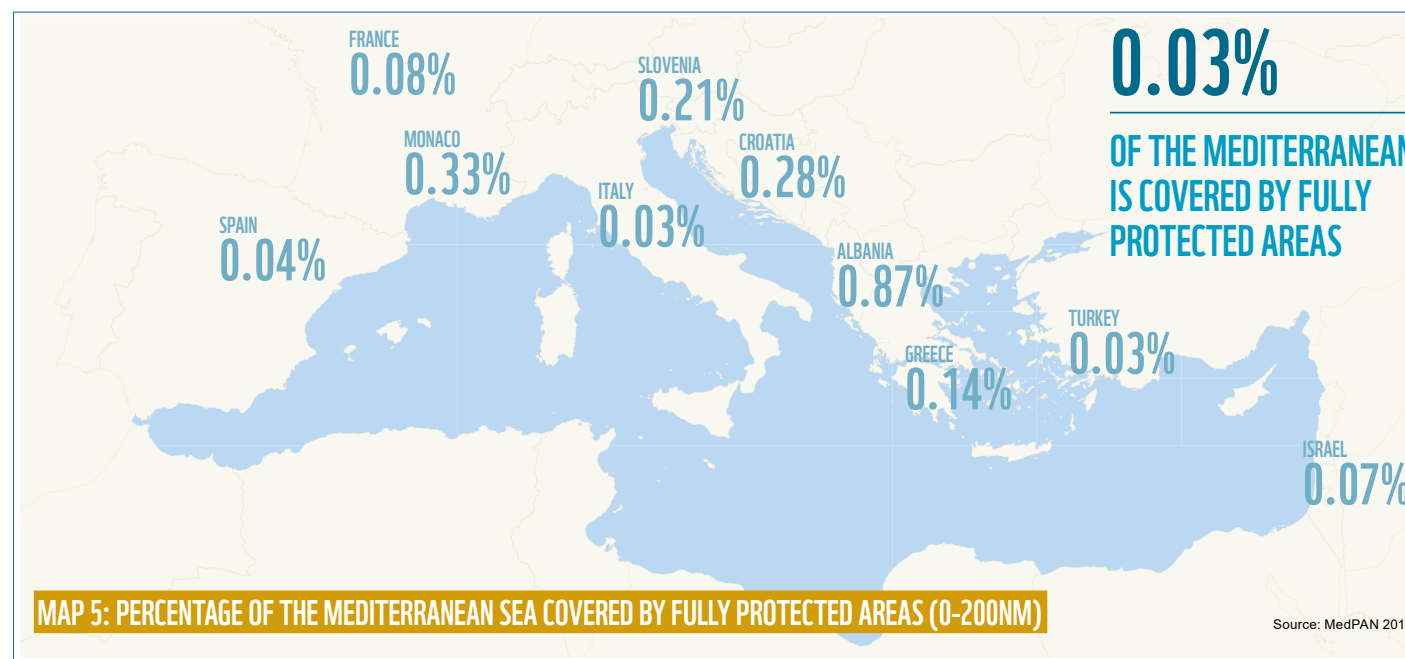 FRANCE
0.08%
SLOVENIA
0.21%
0.03%
OF THE MEDITERRANEAN
IS COVERED BY FULLY
PROTECTED AREAS
MONACO
0.33%
CROATIA
0.28%
ITALY
0.03%
SPAIN
0.04%
ALBANIA
0.87%
TURKEY
0.03%
GREECE
0.14%
ISRAEL
0.07%
MAP 5: PERCENTAGE OF THE MEDITERRANEAN SEA COVERED BY FULLY PROTECTED AREAS (0-200NM)
Source: MedPAN 201